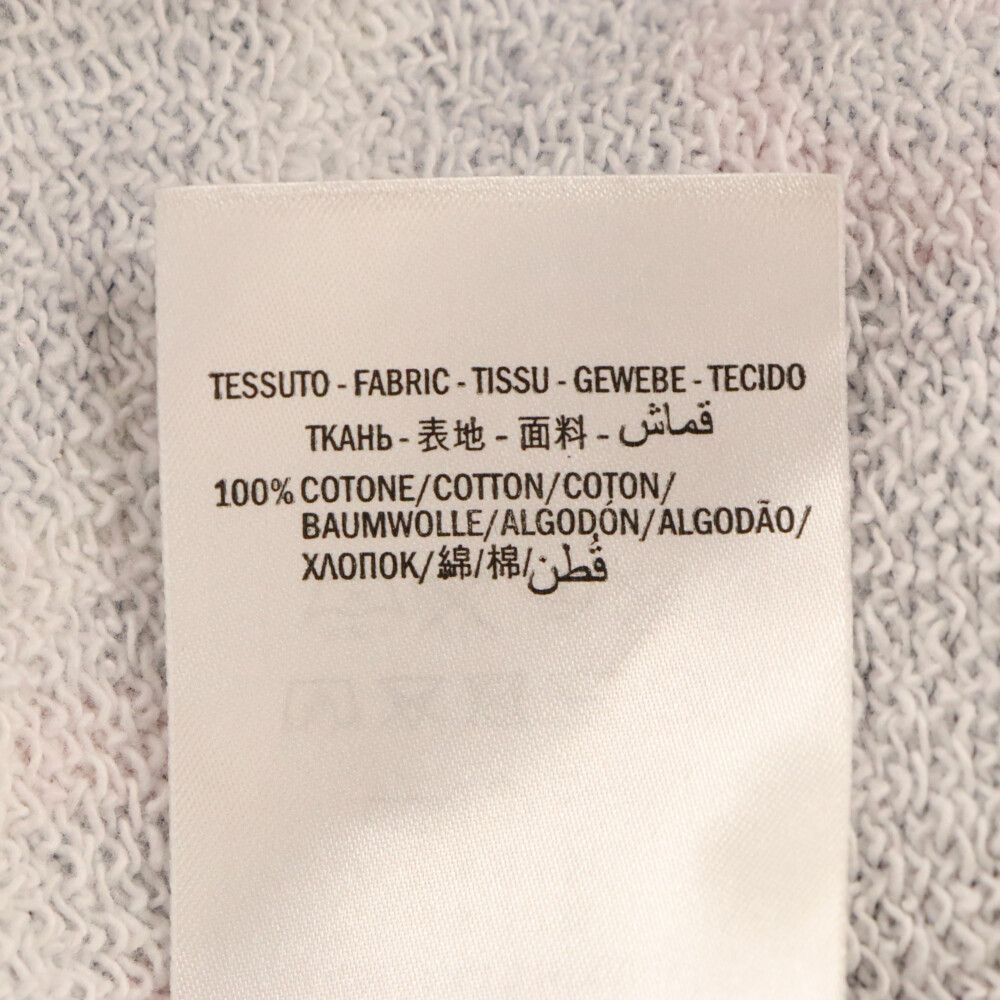 TESSUTO - FABRIC - TISSU - GEWEBE - TECIDO
ТКАНЬ - 表地 - 面料 - قماش
100% COTONE/COTTON/COTON/
BAUMWOLLE/ALGODÓN/ALGODÃO/
ХЛОПОК/綿/棉/قُطن